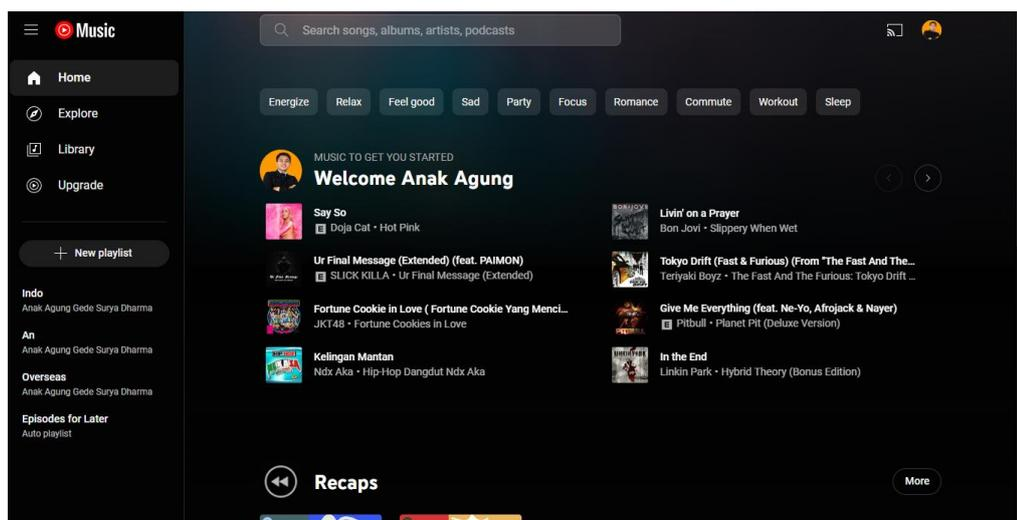 Music
Search songs, albums, artists, podcasts
Home
Explore
Library
Upgrade
New playlist
Indo
Anak Agung Gede Surya Dharma
An
Anak Agung Gede Surya Dharma
Overseas
Anak Agung Gede Surya Dharma
Episodes for Later
Auto playlist
Energize
Relax
Feel good
Sad
Party
Focus
Romance
Commute
Workout
Sleep
MUSIC TO GET YOU STARTED
Welcome Anak Agung
Say So
E Doja Cat • Hot Pink
Ur Final Message (Extended) (feat. PAIMON)
E SLICK KILLA • Ur Final Message (Extended)
Fortune Cookie in Love ( Fortune Cookie Yang Menci...
JKT48 • Fortune Cookies in Love
Kelingan Mantan
Ndx Aka • Hip-Hop Dangdut Ndx Aka
BON JOVI
Livin' on a Prayer
Bon Jovi • Slippery When Wet
Tokyo Drift (Fast & Furious) (From "The Fast And The...
Teriyaki Boyz • The Fast And The Furious: Tokyo Drift ...
PITBULL
Give Me Everything (feat. Ne-Yo, Afrojack & Nayer)
E Pitbull • Planet Pit (Deluxe Version)
In the End
Linkin Park • Hybrid Theory (Bonus Edition)
Recaps
More